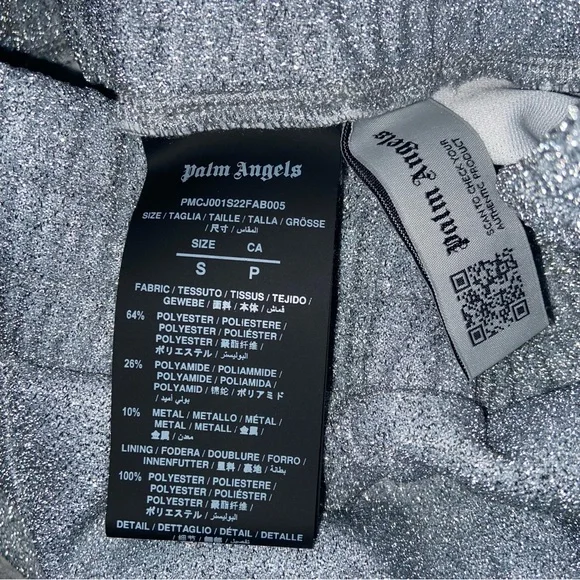 Palm Angels
PMCJ001S22FAB005
SIZE / TAGLIA / TAILLE / TALLA / GRÖSSE
/ 尺寸 / المقاس /
SIZE CA
S P
FABRIC / TESSUTO / TISSUS / TEJIDO /
GEWEBE / 面料 / 本体 / قماش /
64% POLYESTER / POLIESTERE /
POLYESTER / POLIÉSTER /
POLYESTER / 聚酯纤维 /
ポリエステル / البوليستر /
26% POLYAMIDE / POLIAMMIDE /
POLYAMIDE / POLIAMIDA /
POLYAMID / 锦纶 / ポリアミド
/ بولي أميد /
10% METAL / METALLO / MÉTAL /
METAL / METALL / 金属 /
金属 / معدن /
LINING / FODERA / DOUBLURE / FORRO /
INNENFUTTER / 里料 / 裏地 / بطانة /
100% POLYESTER / POLIESTERE /
POLYESTER / POLIÉSTER /
POLYESTER / 聚酯纤维 /
ポリエステル / البوليستر /
DETAIL / DETTAGLIO / DÉTAIL / DETALLE
Palm Angels
SCAN TO CHECK YOUR
AUTHENTIC PRODUCT